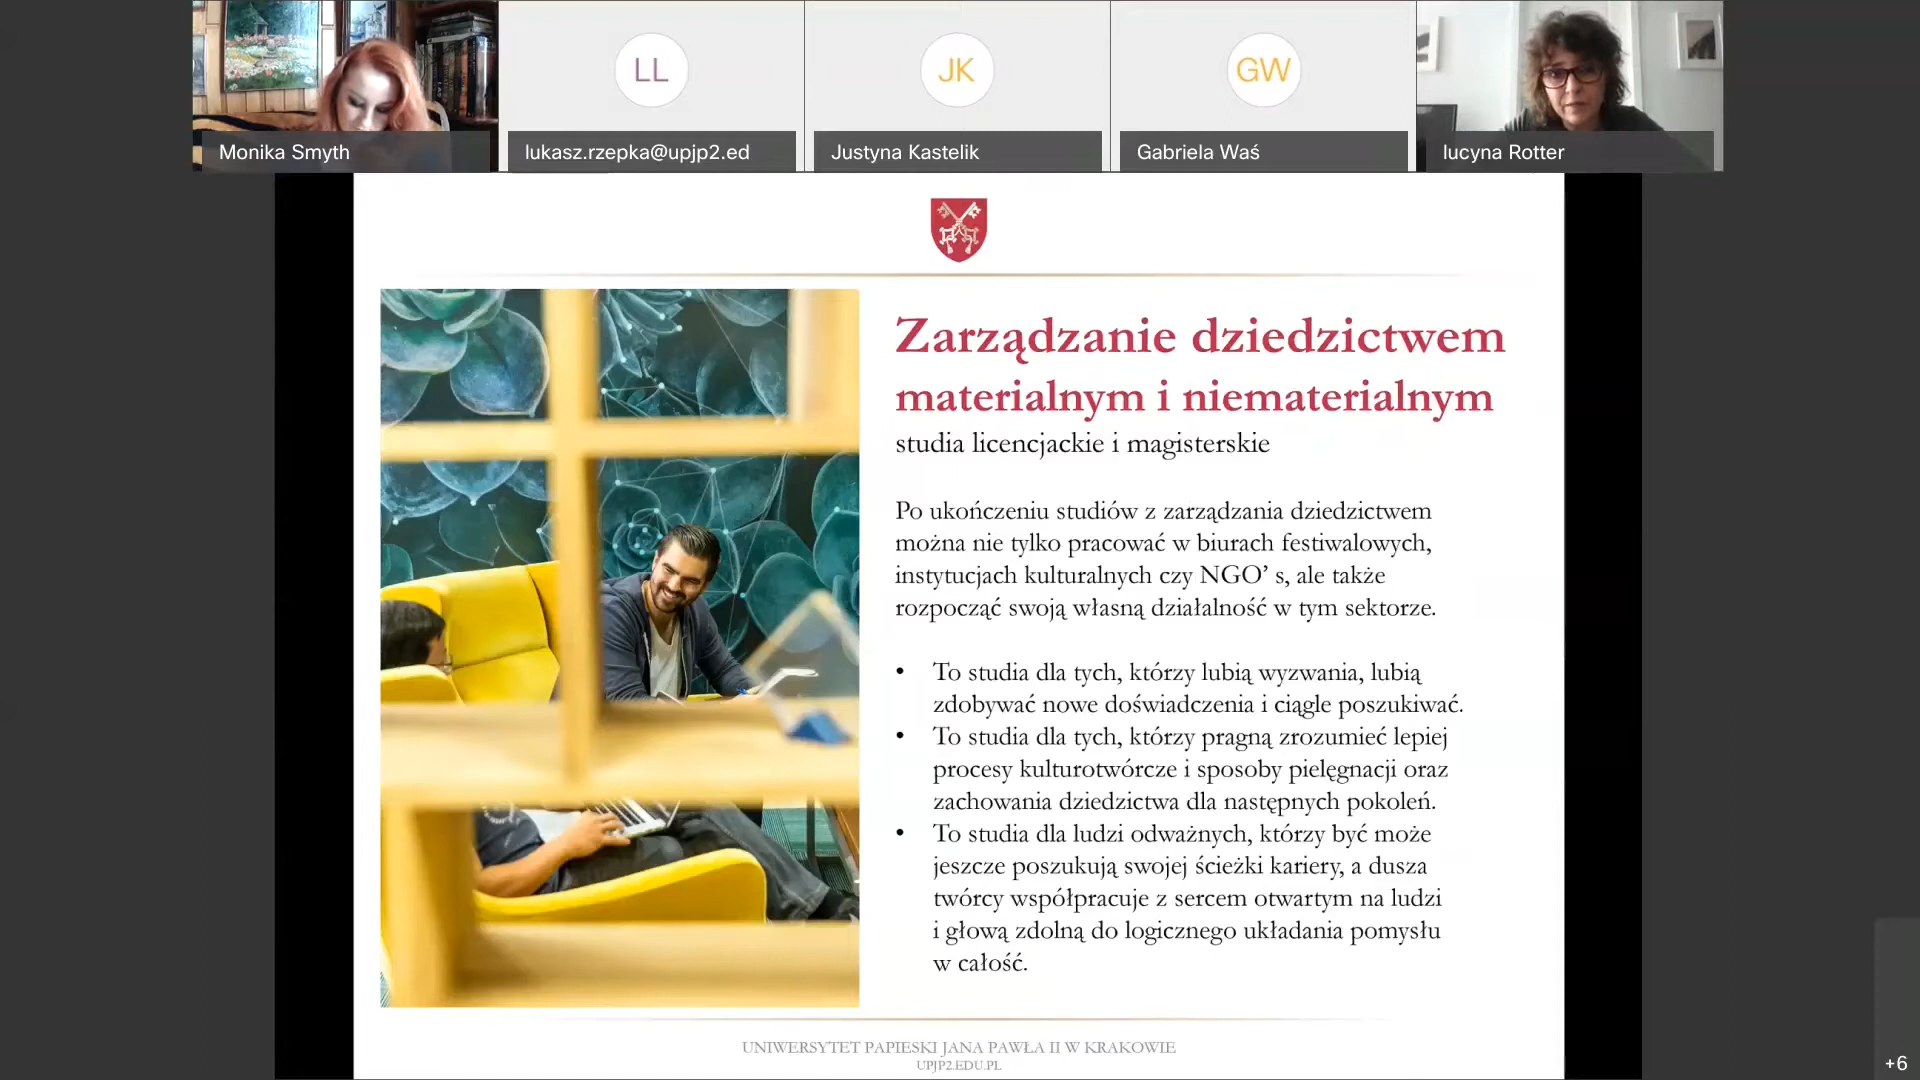 LL
JK
GW
Monika Smyth
lukasz.rzepka@upjp2.ed
Justyna Kastelik
Gabriela Waś
lucyna Rotter
Zarządzanie dziedzictwem
materialnym i niematerialnym
studia licencjackie i magisterskie
Po ukończeniu studiów z zarządzania dziedzictwem
można nie tylko pracować w biurach festiwalowych,
instytucjach kulturalnych czy NGO’ s, ale także
rozpocząć swoją własną działalność w tym sektorze.
• To studia dla tych, którzy lubią wyzwania, lubią
zdobywać nowe doświadczenia i ciągle poszukiwać.
• To studia dla tych, którzy pragną zrozumieć lepiej
procesy kulturotwórcze i sposoby pielęgnacji oraz
zachowania dziedzictwa dla następnych pokoleń.
• To studia dla ludzi odważnych, którzy być może
jeszcze poszukują swojej ścieżki kariery, a dusza
twórcy współpracuje z sercem otwartym na ludzi
i głową zdolną do logicznego układania pomysłu
w całość.
UNIWERSYTET PAPIESKI JANA PAWŁA II W KRAKOWIE
UPJP2.EDU.PL
+6